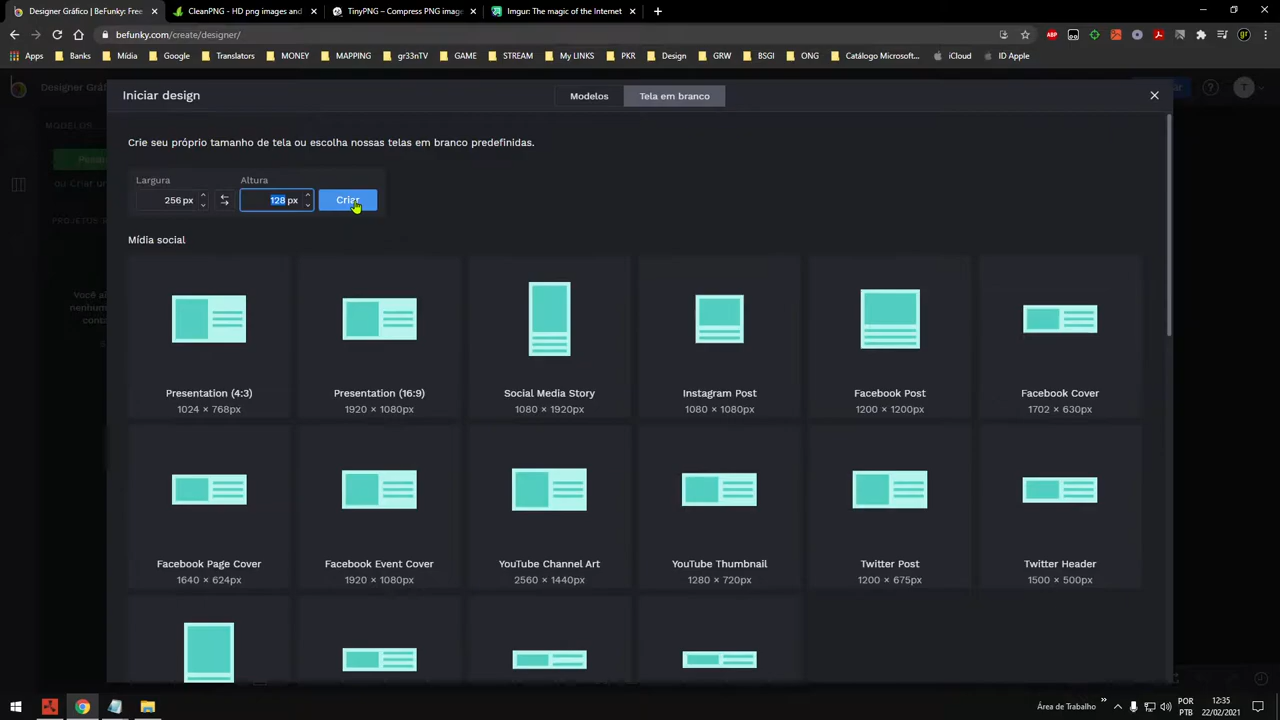 Designer Gráfico | BeFunky: Free
CleanPNG - HD png images and
TinyPNG – Compress PNG image
Imgur: The magic of the Internet
befunky.com/create/designer/
ABP
gr
Apps
Banks
Mídia
Google
Translators
MONEY
MAPPING
gr33nTV
GAME
STREAM
My LINKS
PKR
Design
GRW
BSI
ONG
Catálogo Microsoft...
iCloud
ID Apple
Iniciar design
Modelos
Tela em branco
T
Crie seu próprio tamanho de tela ou escolha nossas telas em branco predefinidas.
Largura
Altura
256 px
128 px
Criar
Mídia social
Presentation (4:3)
1024 × 768px
Presentation (16:9)
1920 × 1080px
Social Media Story
1080 × 1920px
Instagram Post
1080 × 1080px
Facebook Post
1200 × 1200px
Facebook Cover
1702 × 630px
Facebook Page Cover
1640 × 624px
Facebook Event Cover
1920 × 1080px
YouTube Channel Art
2560 × 1440px
YouTube Thumbnail
1280 × 720px
Twitter Post
1200 × 675px
Twitter Header
1500 × 500px
Área de Trabalho
POR
PTB
12:35
22/02/2021